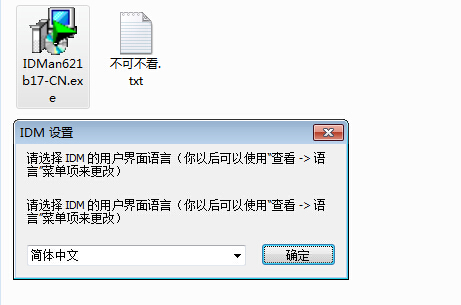 IDMan621
b17-CN.ex
e
不可不看.
txt
IDM 设置
请选择 IDM 的用户界面语言（你以后可以使用“查看 -> 语
言”菜单项来更改）
请选择 IDM 的用户界面语言（你以后可以使用“查看 -> 语
言”菜单项来更改）
简体中文
确定